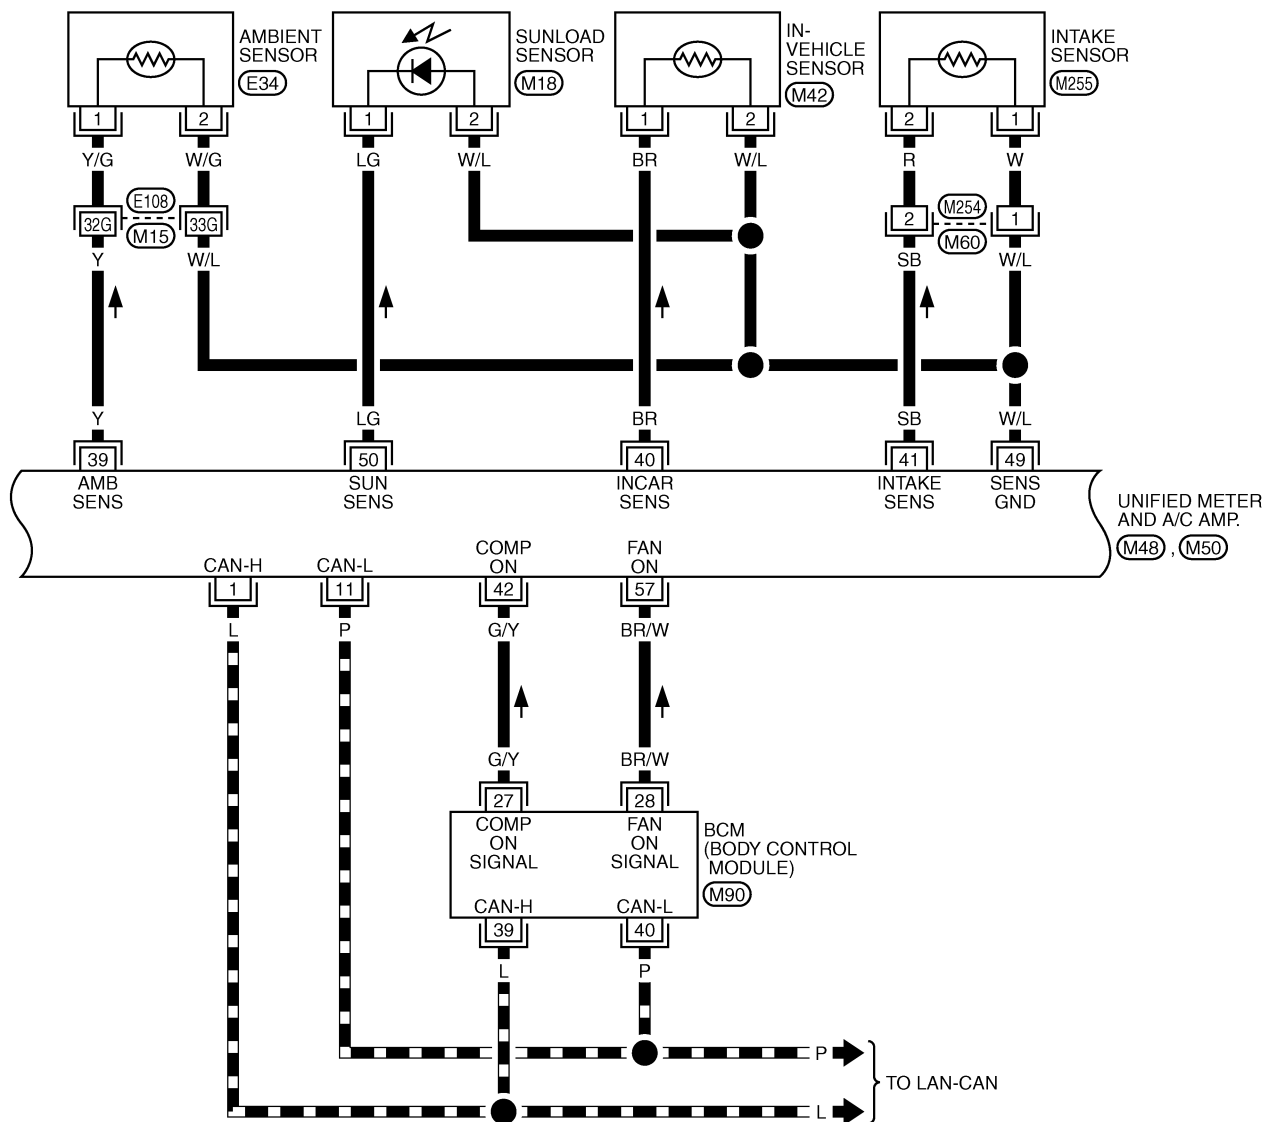 AMBIENT
SENSOR
E34
SUNLOAD
SENSOR
M18
IN-
VEHICLE
SENSOR
M42
INTAKE
SENSOR
M255
1 2 1 2 1 2 2 1
Y/G W/G LG W/L BR W/L R W
32G E108 33G 2 M254 1
M15 M60
Y W/L SB W/L
Y LG BR SB W/L
39 50 40 41 49
AMB
SENS
SUN
SENS
INCAR
SENS
INTAKE
SENS
SENS
GND
UNIFIED METER
AND A/C AMP.
M48 , M50
CAN-H CAN-L
COMP
ON
FAN
ON
1 11 42 57
L P G/Y BR/W
G/Y BR/W
27 28
COMP
ON
SIGNAL
FAN
ON
SIGNAL
BCM
(BODY CONTROL
MODULE)
M90
CAN-H CAN-L
39 40
L P
P
L
TO LAN-CAN